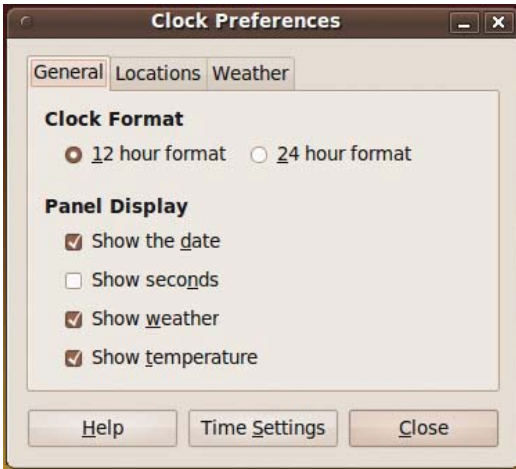 Clock Preferences
General Locations Weather
Clock Format
12 hour format 24 hour format
Panel Display
Show the date
Show seconds
Show weather
Show temperature
Help Time Settings Close